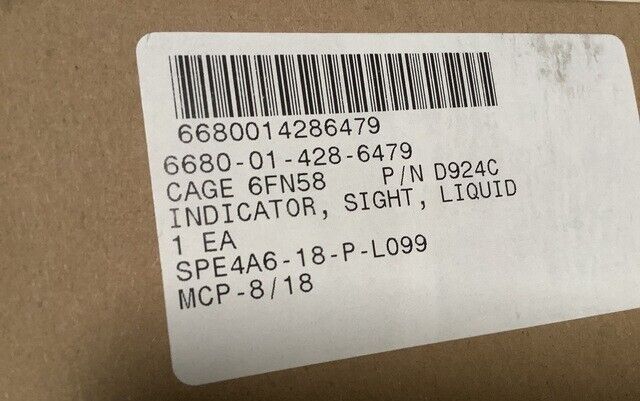 6680014286479
6680-01-428-6479
CAGE 6FN58 P/N D924C
INDICATOR, SIGHT, LIQUID
1 EA
SPE4A6-18-P-L099
MCP-8/18